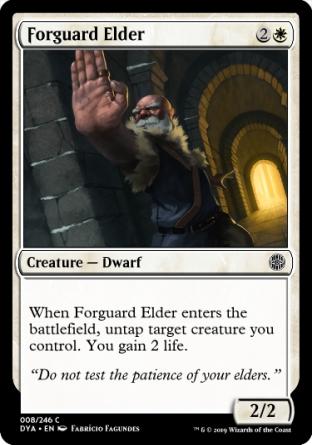 Forguard Elder 2
Creature — Dwarf
When Forguard Elder enters the
battlefield, untap target creature you
control. You gain 2 life.
“Do not test the patience of your elders.”
2/2
008/246 C
DYA • EN Fabrício Fagundes
™ & © 2019 Wizards of the Coast